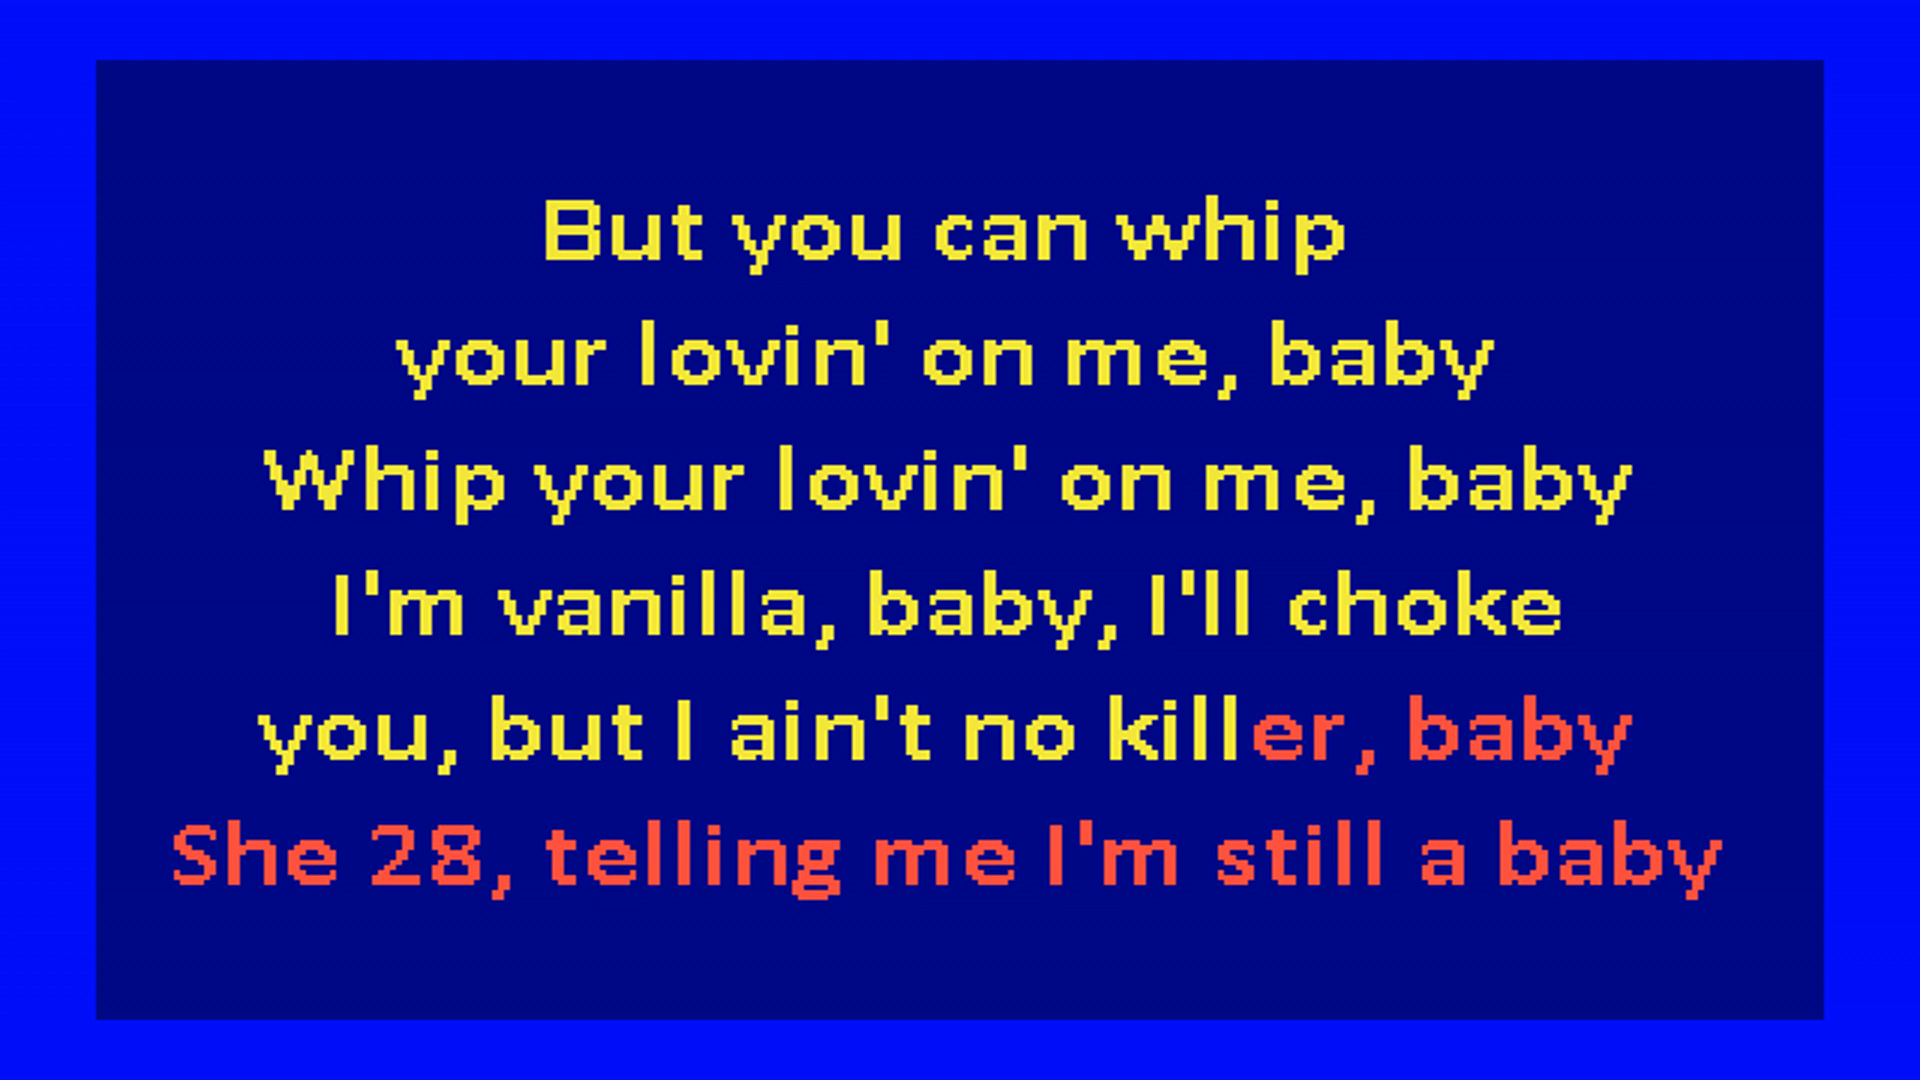 But you can whip
your lovin' on me, baby
Whip your lovin' on me, baby
I'm vanilla, baby, I'll choke
you, but I ain't no killer, baby
She 28, telling me I'm still a baby